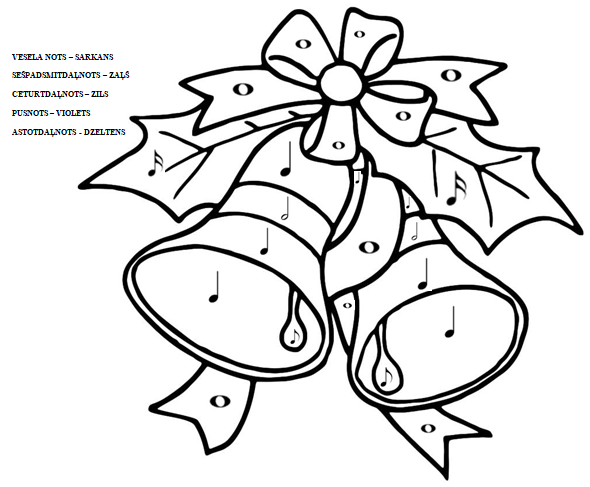 VESELA NOTS – SARKANS
SEŠPADSMITDAĻNOTS – ZAĻŠ
CETURTDAĻNOTS – ZILS
PUSNOTS – VIOLETS
ASTOTDAĻNOTS - DZELTENS